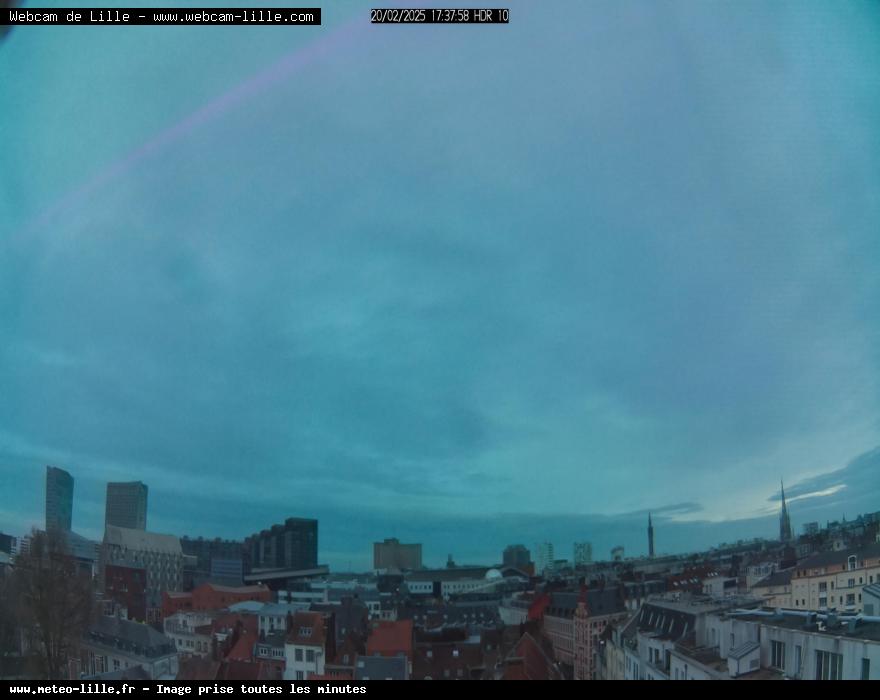 Webcam de Lille - www.webcam-lille.com
20/02/2025 17:37:58 HDR 10
www.meteo-lille.fr - Image prise toutes les minutes